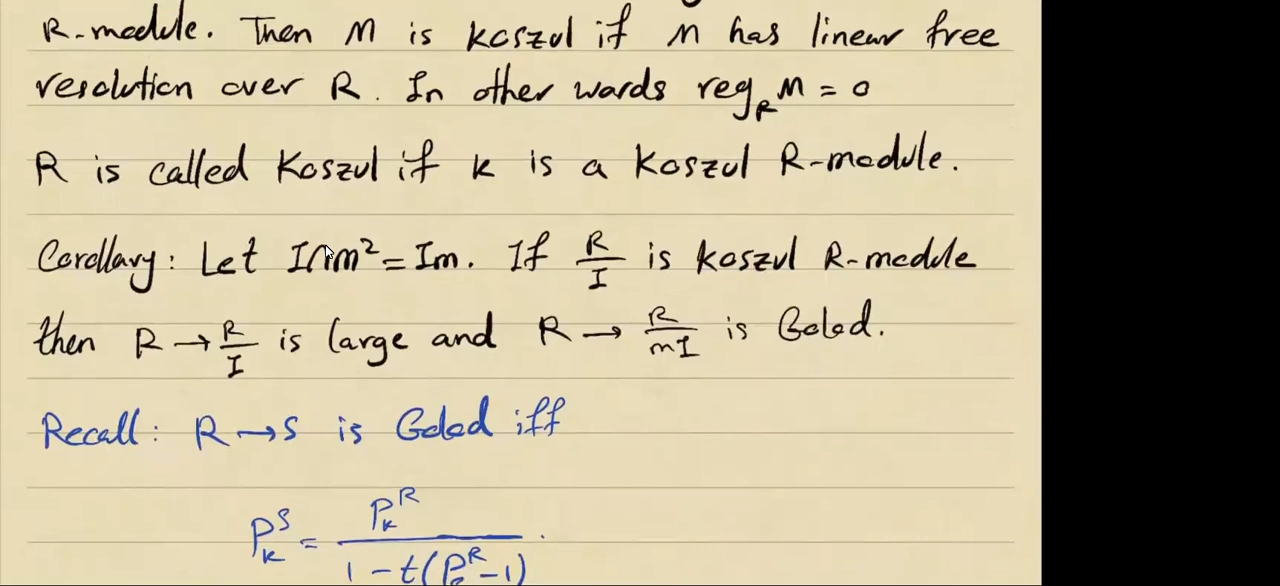 R-module. Then M is koszul if M has linear free
resolution over R. In other words reg_R M = 0
R is called Koszul if k is a Koszul R-module.
Corollary: Let I∩m² = Im. If R/I is koszul R-module
then R → R/I is large and R → R/mI is Golod.
Recall: R → S is Golod iff
P_k^S = P_k^R / 1 - t(P^R - 1) .